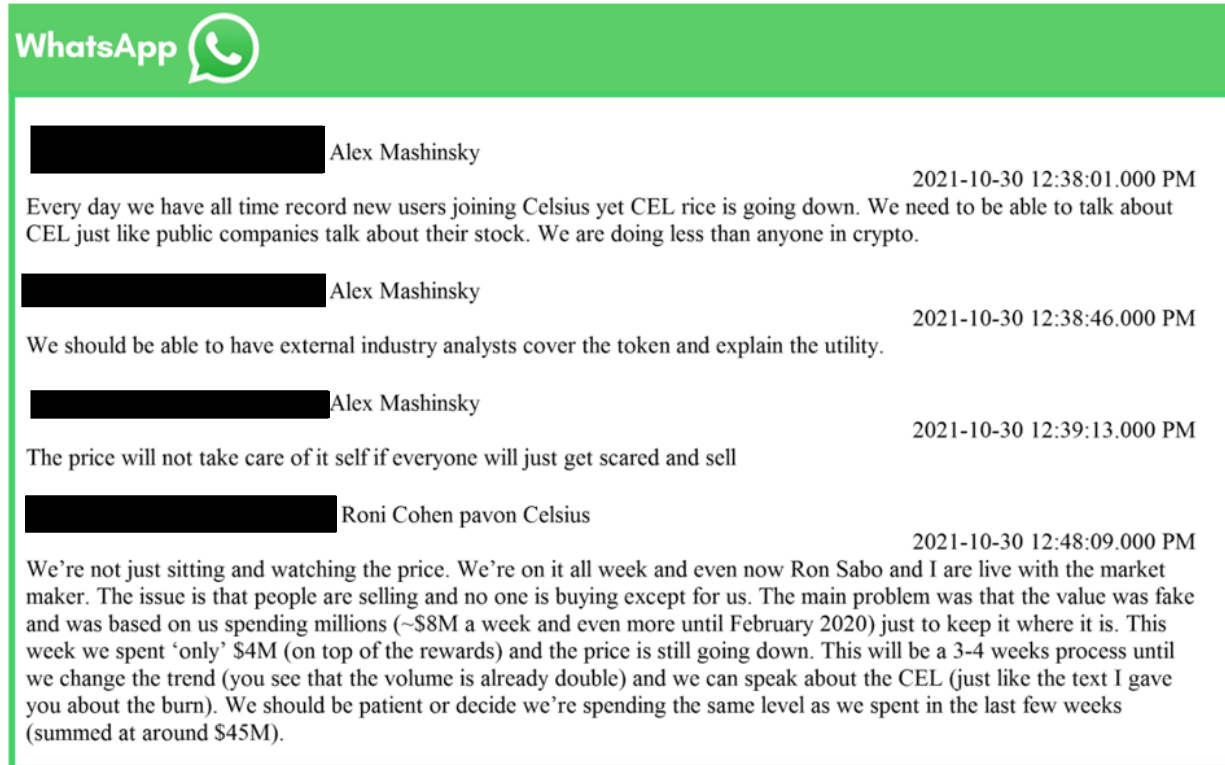 WhatsApp
Alex Mashinsky
2021-10-30 12:38:01.000 PM
Every day we have all time record new users joining Celsius yet CEL rice is going down. We need to be able to talk about
CEL just like public companies talk about their stock. We are doing less than anyone in crypto.
Alex Mashinsky
2021-10-30 12:38:46.000 PM
We should be able to have external industry analysts cover the token and explain the utility.
Alex Mashinsky
2021-10-30 12:39:13.000 PM
The price will not take care of it self if everyone will just get scared and sell
Roni Cohen pavon Celsius
2021-10-30 12:48:09.000 PM
We’re not just sitting and watching the price. We’re on it all week and even now Ron Sabo and I are live with the market
maker. The issue is that people are selling and no one is buying except for us. The main problem was that the value was fake
and was based on us spending millions (~$8M a week and even more until February 2020) just to keep it where it is. This
week we spent ‘only’ $4M (on top of the rewards) and the price is still going down. This will be a 3-4 weeks process until
we change the trend (you see that the volume is already double) and we can speak about the CEL (just like the text I gave
you about the burn). We should be patient or decide we’re spending the same level as we spent in the last few weeks
(summed at around $45M).